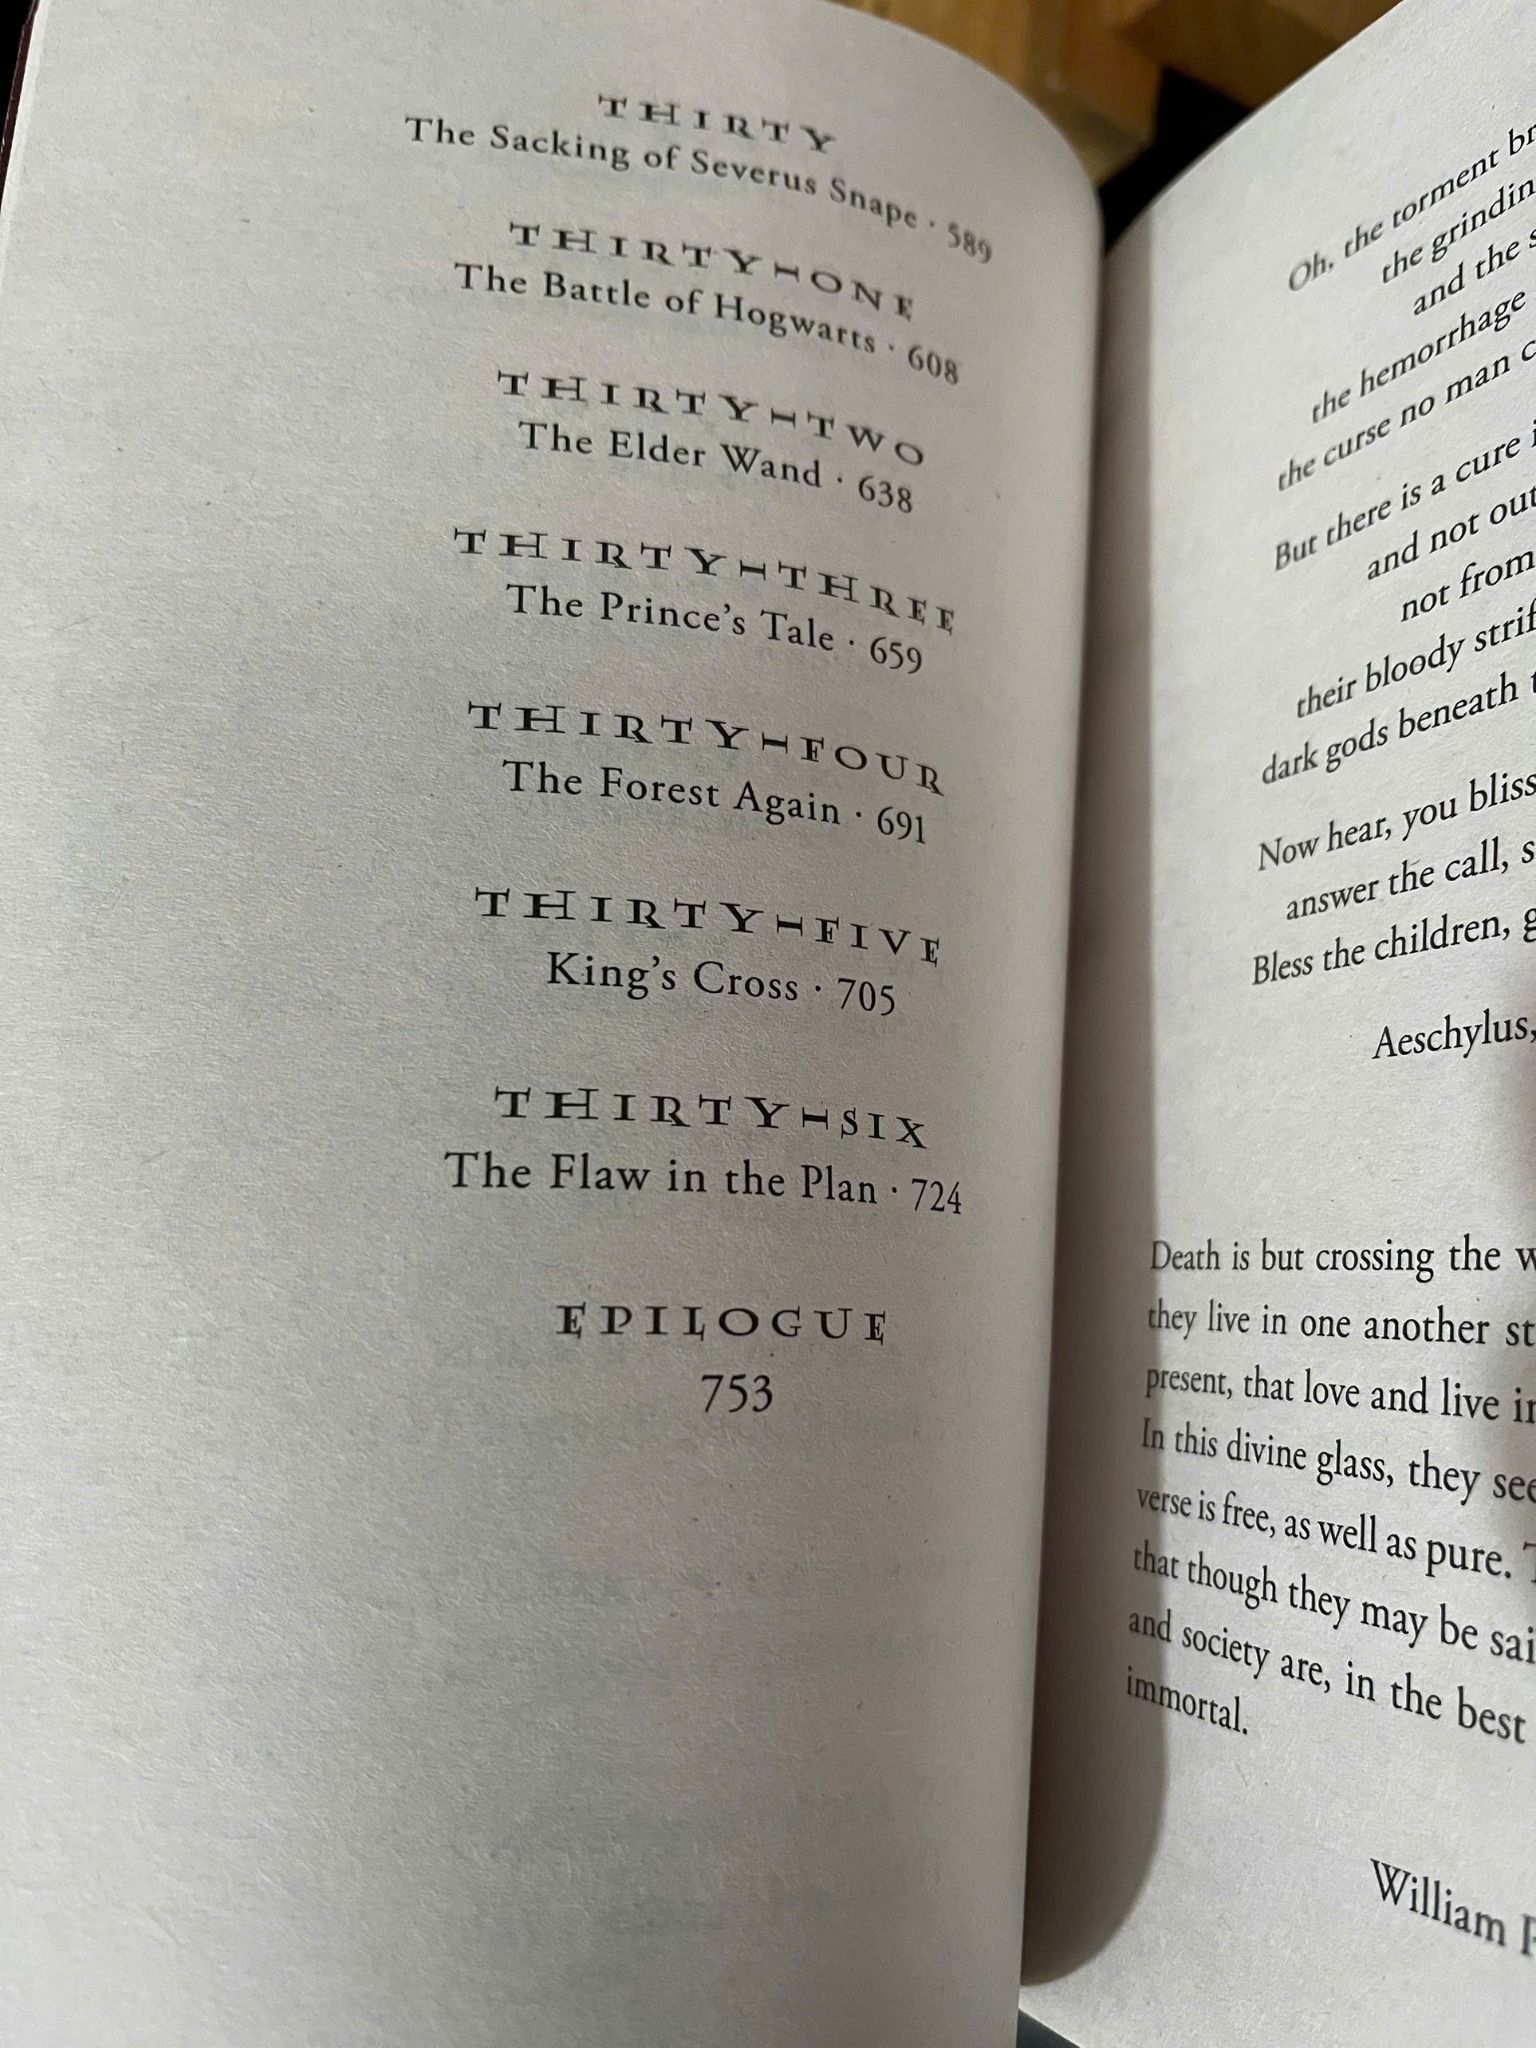 THIRTY
The Sacking of Severus Snape · 589
THIRTY-ONE
The Battle of Hogwarts · 608
THIRTY-TWO
The Elder Wand · 638
THIRTY-THREE
The Prince's Tale · 659
THIRTY-FOUR
The Forest Again · 691
THIRTY-FIVE
King's Cross · 705
THIRTY-SIX
The Flaw in the Plan · 724
EPILOGUE
753
Oh, the torment
the
and the
the hemorrhage
the curse no man
But there is a cure
and not out
not from
their bloody
dark gods beneath
Now hear, you
answer the call,
Bless the children,
Aeschylus,
Death is but crossing the
they live in one another
present, that love and live
In this divine glass, they
verse is free, as well as pure.
that though they may be
and society are, in the best
immortal.
William